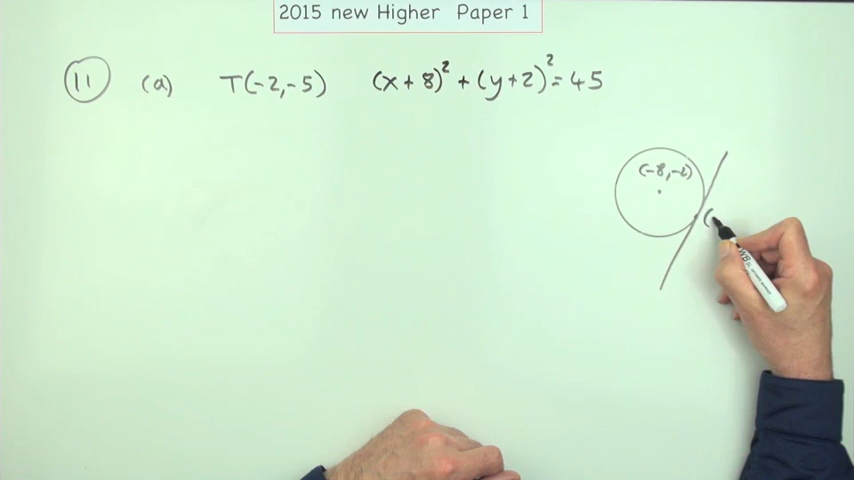 2015 new Higher Paper 1
11 (a) T(-2,-5) (x+8)²+(y+2)²=45
(-8,-2)
(